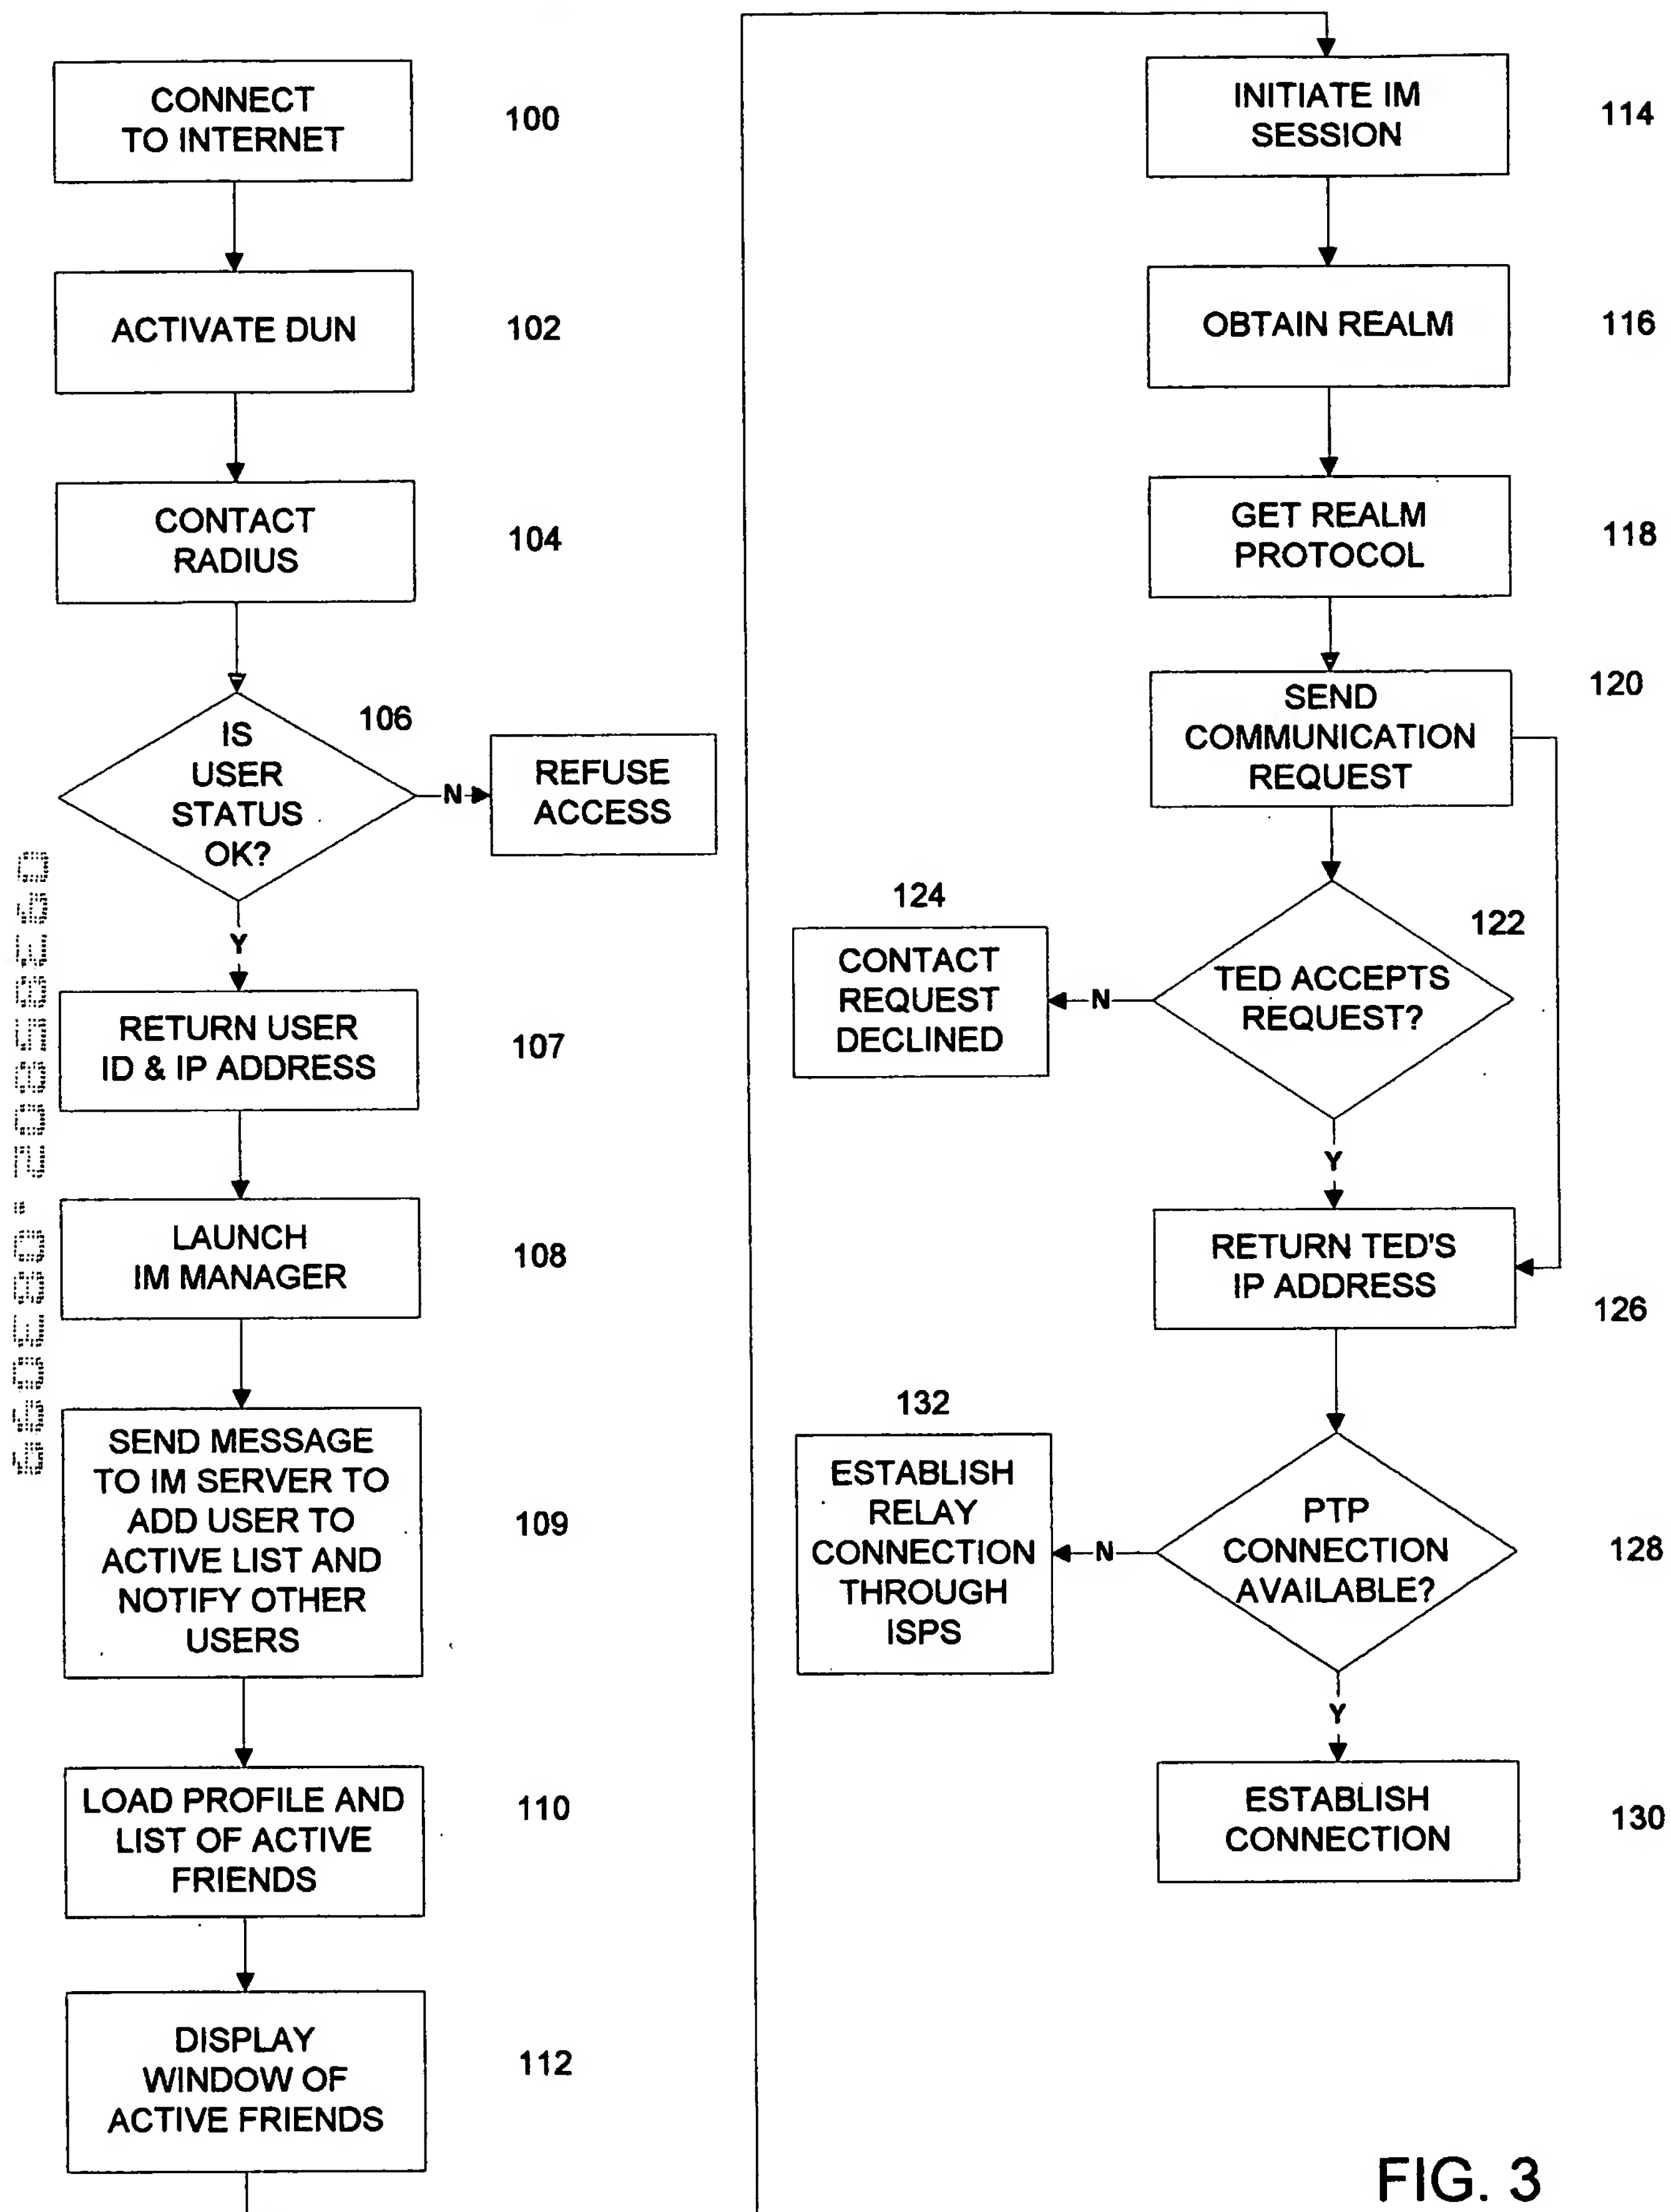 CONNECT
TO INTERNET
100
ACTIVATE DUN
102
CONTACT
RADIUS
104
IS
USER
STATUS
OK?
106
N
REFUSE
ACCESS
Y
RETURN USER
ID & IP ADDRESS
107
LAUNCH
IM MANAGER
108
SEND MESSAGE
TO IM SERVER TO
ADD USER TO
ACTIVE LIST AND
NOTIFY OTHER
USERS
109
LOAD PROFILE AND
LIST OF ACTIVE
FRIENDS
110
DISPLAY
WINDOW OF
ACTIVE FRIENDS
112
INITIATE IM
SESSION
114
OBTAIN REALM
116
GET REALM
PROTOCOL
118
SEND
COMMUNICATION
REQUEST
120
TED ACCEPTS
REQUEST?
122
N
124
CONTACT
REQUEST
DECLINED
Y
RETURN TED'S
IP ADDRESS
126
PTP
CONNECTION
AVAILABLE?
128
N
132
ESTABLISH
RELAY
CONNECTION
THROUGH
ISPS
Y
ESTABLISH
CONNECTION
130
FIG. 3